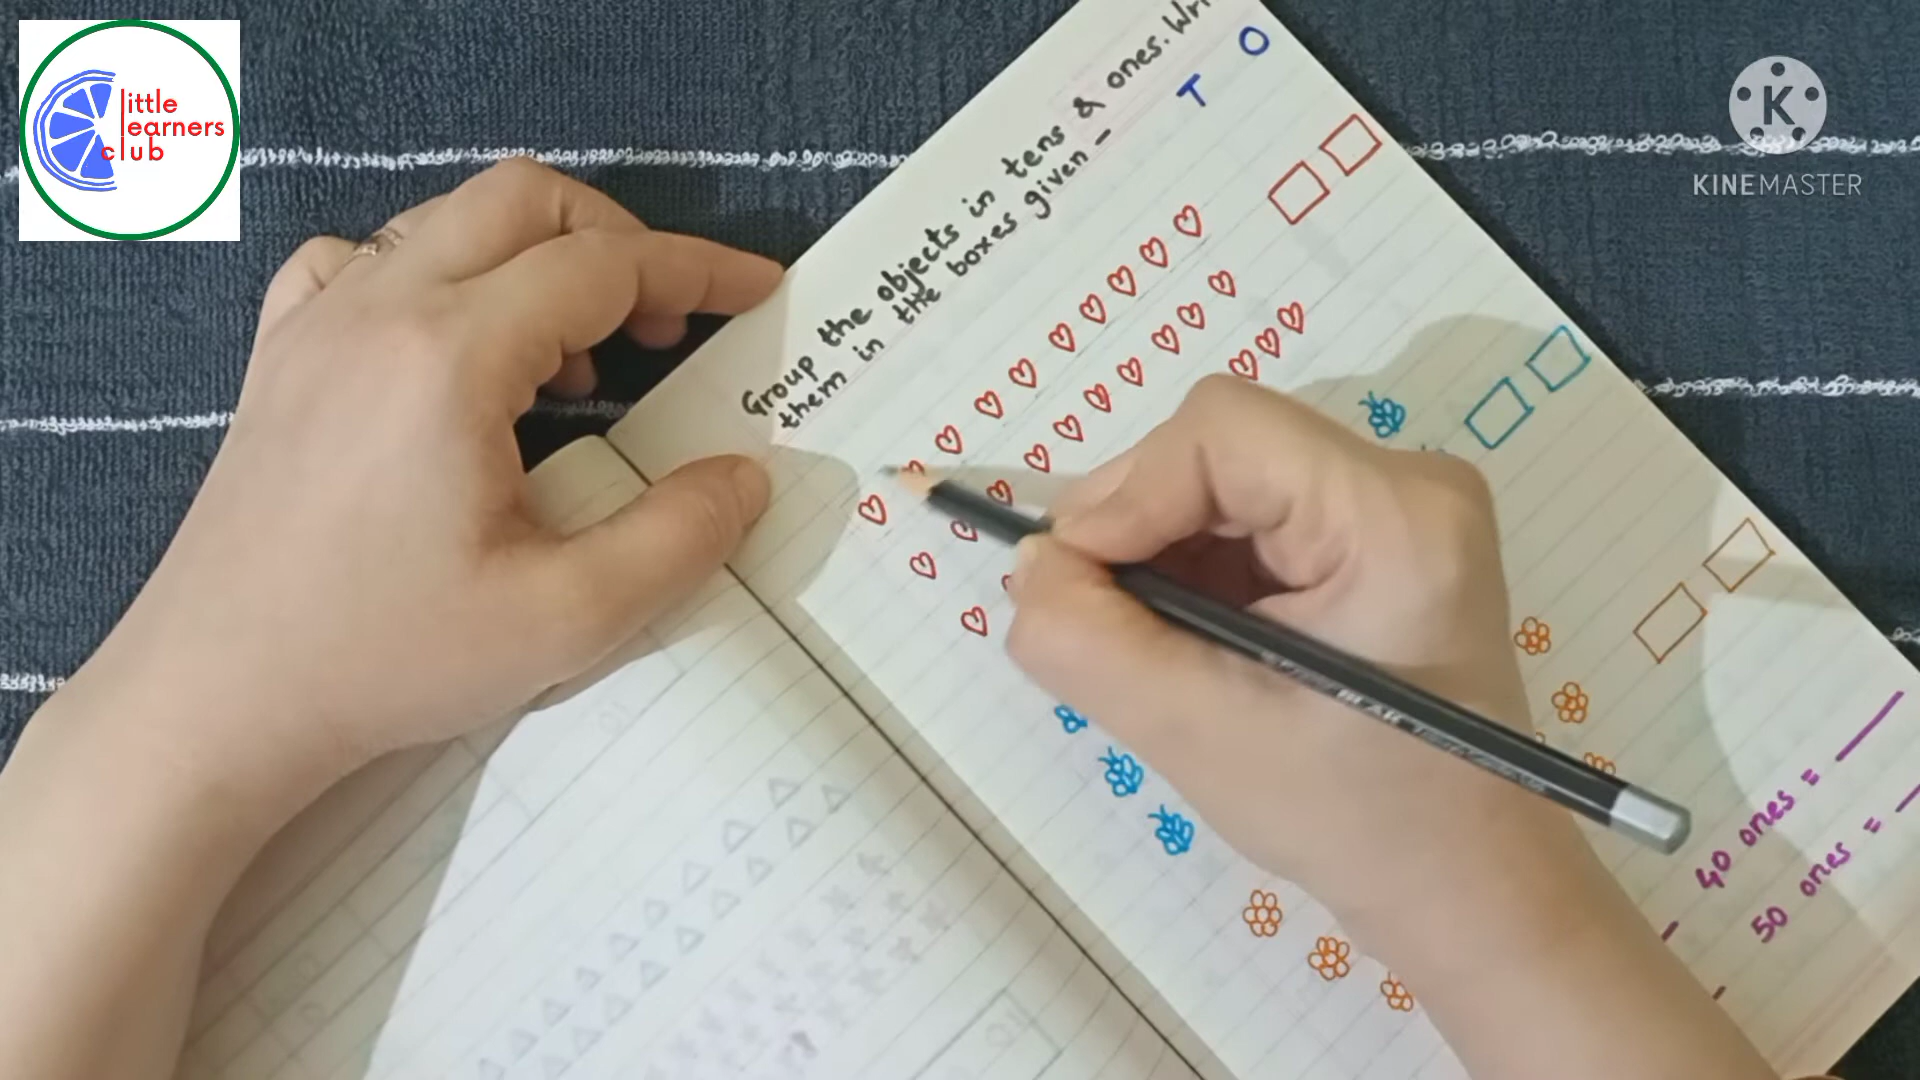 little
learners
club
KINEMASTER
Group the objects in tens & ones.
them in the boxes given -
T O
40 ones =
50 ones =